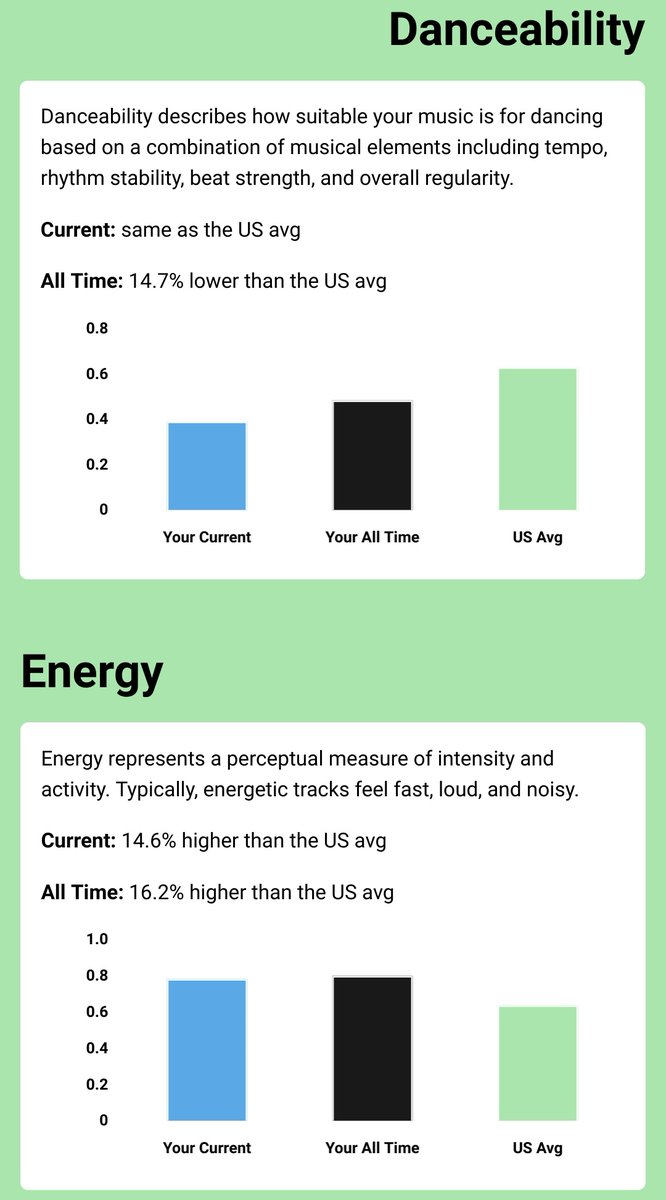 Danceability
Danceability describes how suitable your music is for dancing
based on a combination of musical elements including tempo,
rhythm stability, beat strength, and overall regularity.
Current: same as the US avg
All Time: 14.7% lower than the US avg
0.8
0.6
0.4
0.2
0
Your Current Your All Time US Avg
Energy
Energy represents a perceptual measure of intensity and
activity. Typically, energetic tracks feel fast, loud, and noisy.
Current: 14.6% higher than the US avg
All Time: 16.2% higher than the US avg
1.0
0.8
0.6
0.4
0.2
0
Your Current Your All Time US Avg